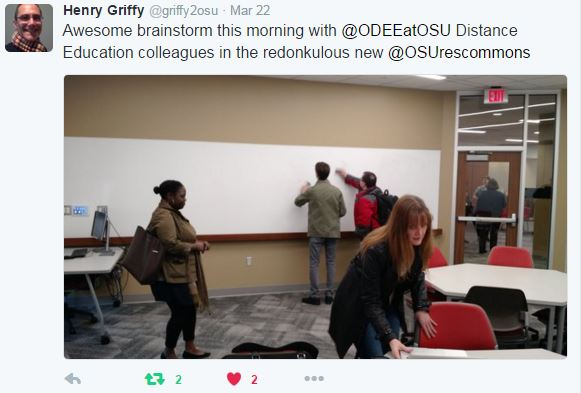 Henry Griffy @griffy2osu · Mar 22
Awesome brainstorm this morning with @ODEEatOSU Distance
Education colleagues in the redonkulous new @OSUrescommons
EXIT
2 2